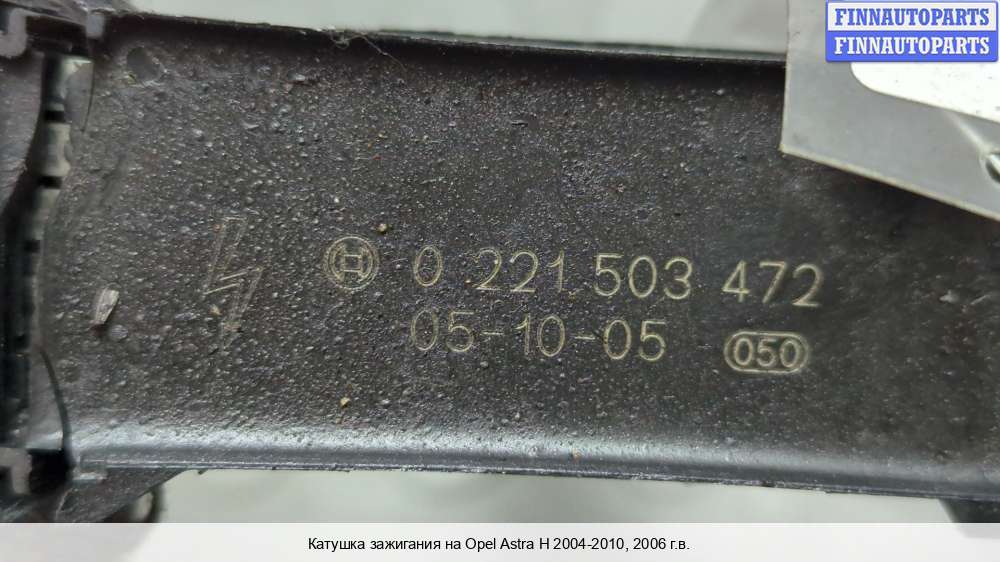 FINNAUTOPARTS
FINNAUTOPARTS
0 221 503 472
05-10-05 050
Катушка зажигания на Opel Astra H 2004-2010, 2006 г.в.